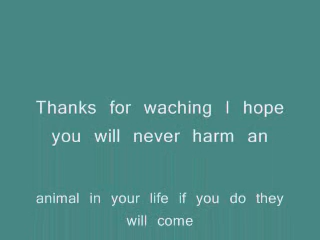 Thanks for waching I hope
you will never harm an
animal in your life if you do they
will come